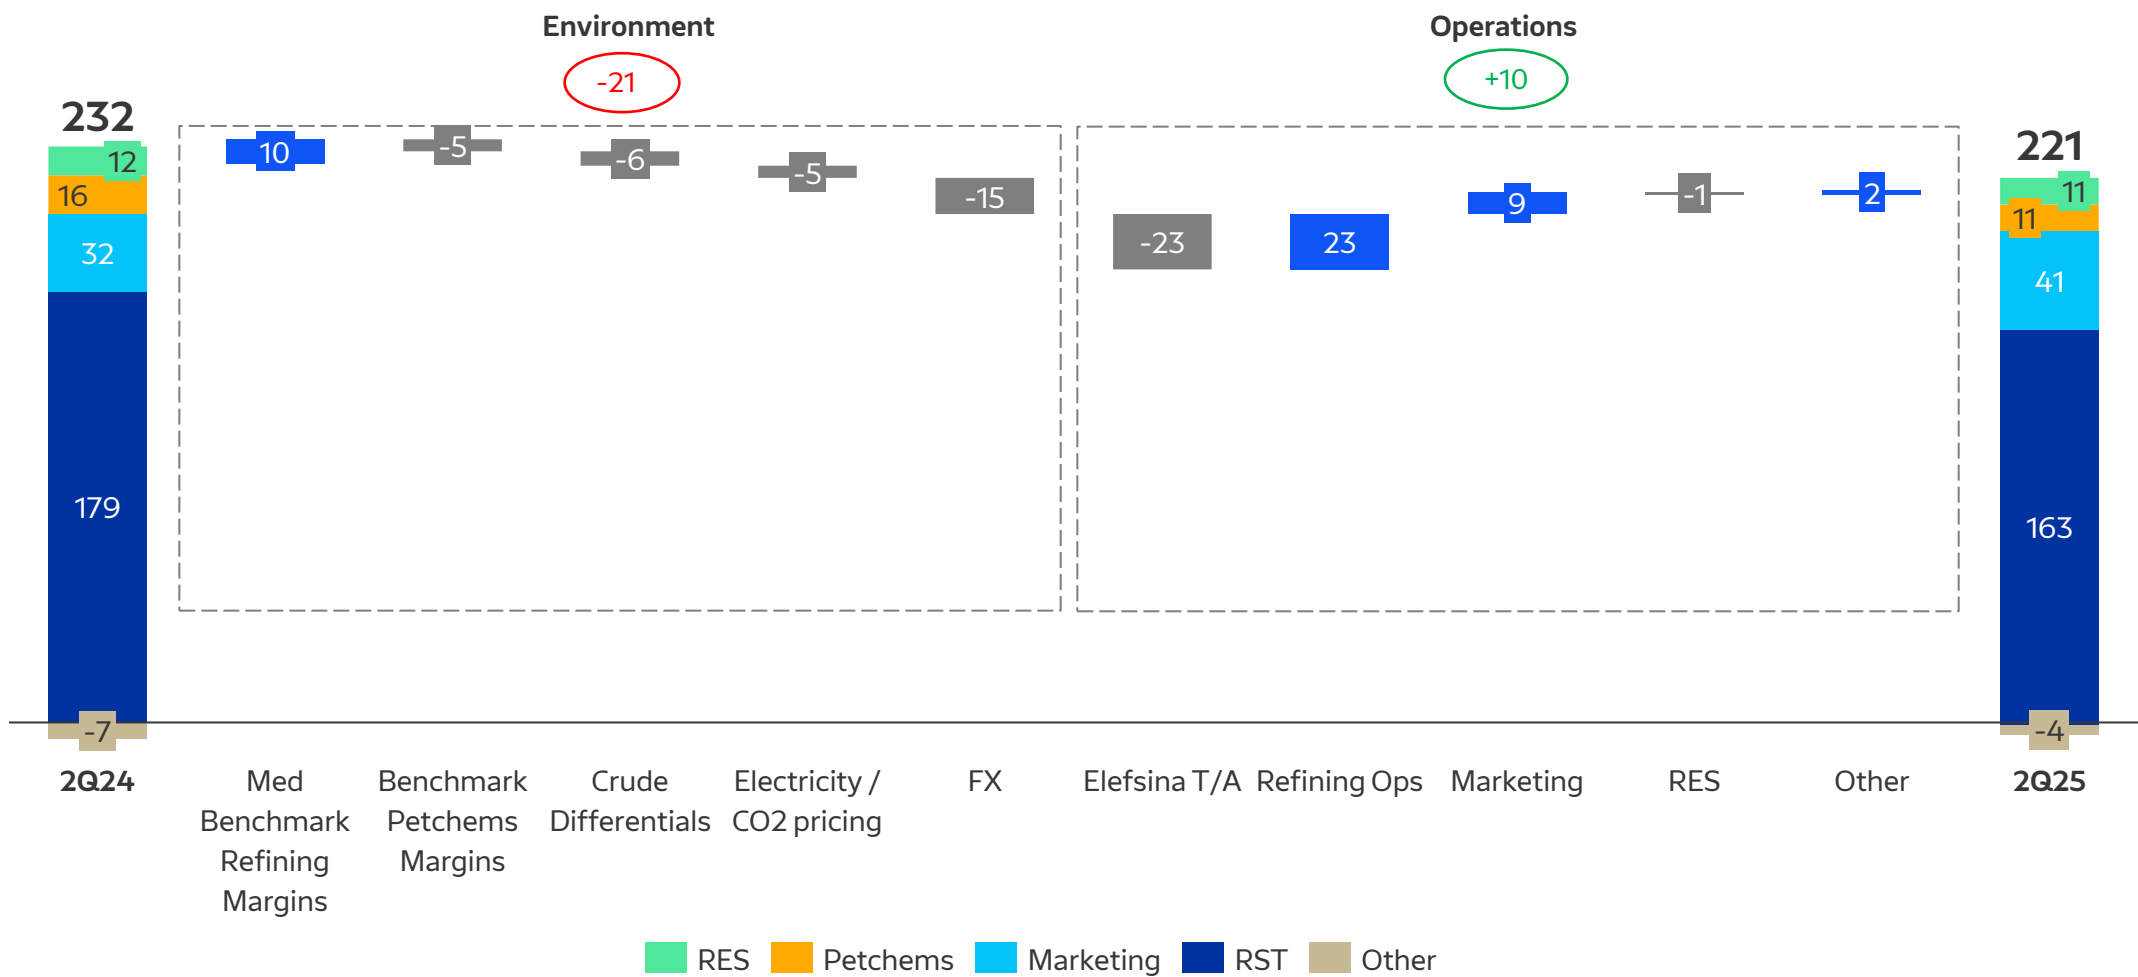 Environment
Operations
-21
+10
232
221
12
16
32
179
-7
10
-5
-6
-5
-15
-23
23
9
-1
2
11
11
41
163
-4
2Q24
Med
Benchmark
Refining
Margins
Benchmark
Petchems
Margins
Crude
Differentials
Electricity /
CO2 pricing
FX
Elefsina T/A
Refining Ops
Marketing
RES
Other
2Q25
RES
Petchems
Marketing
RST
Other